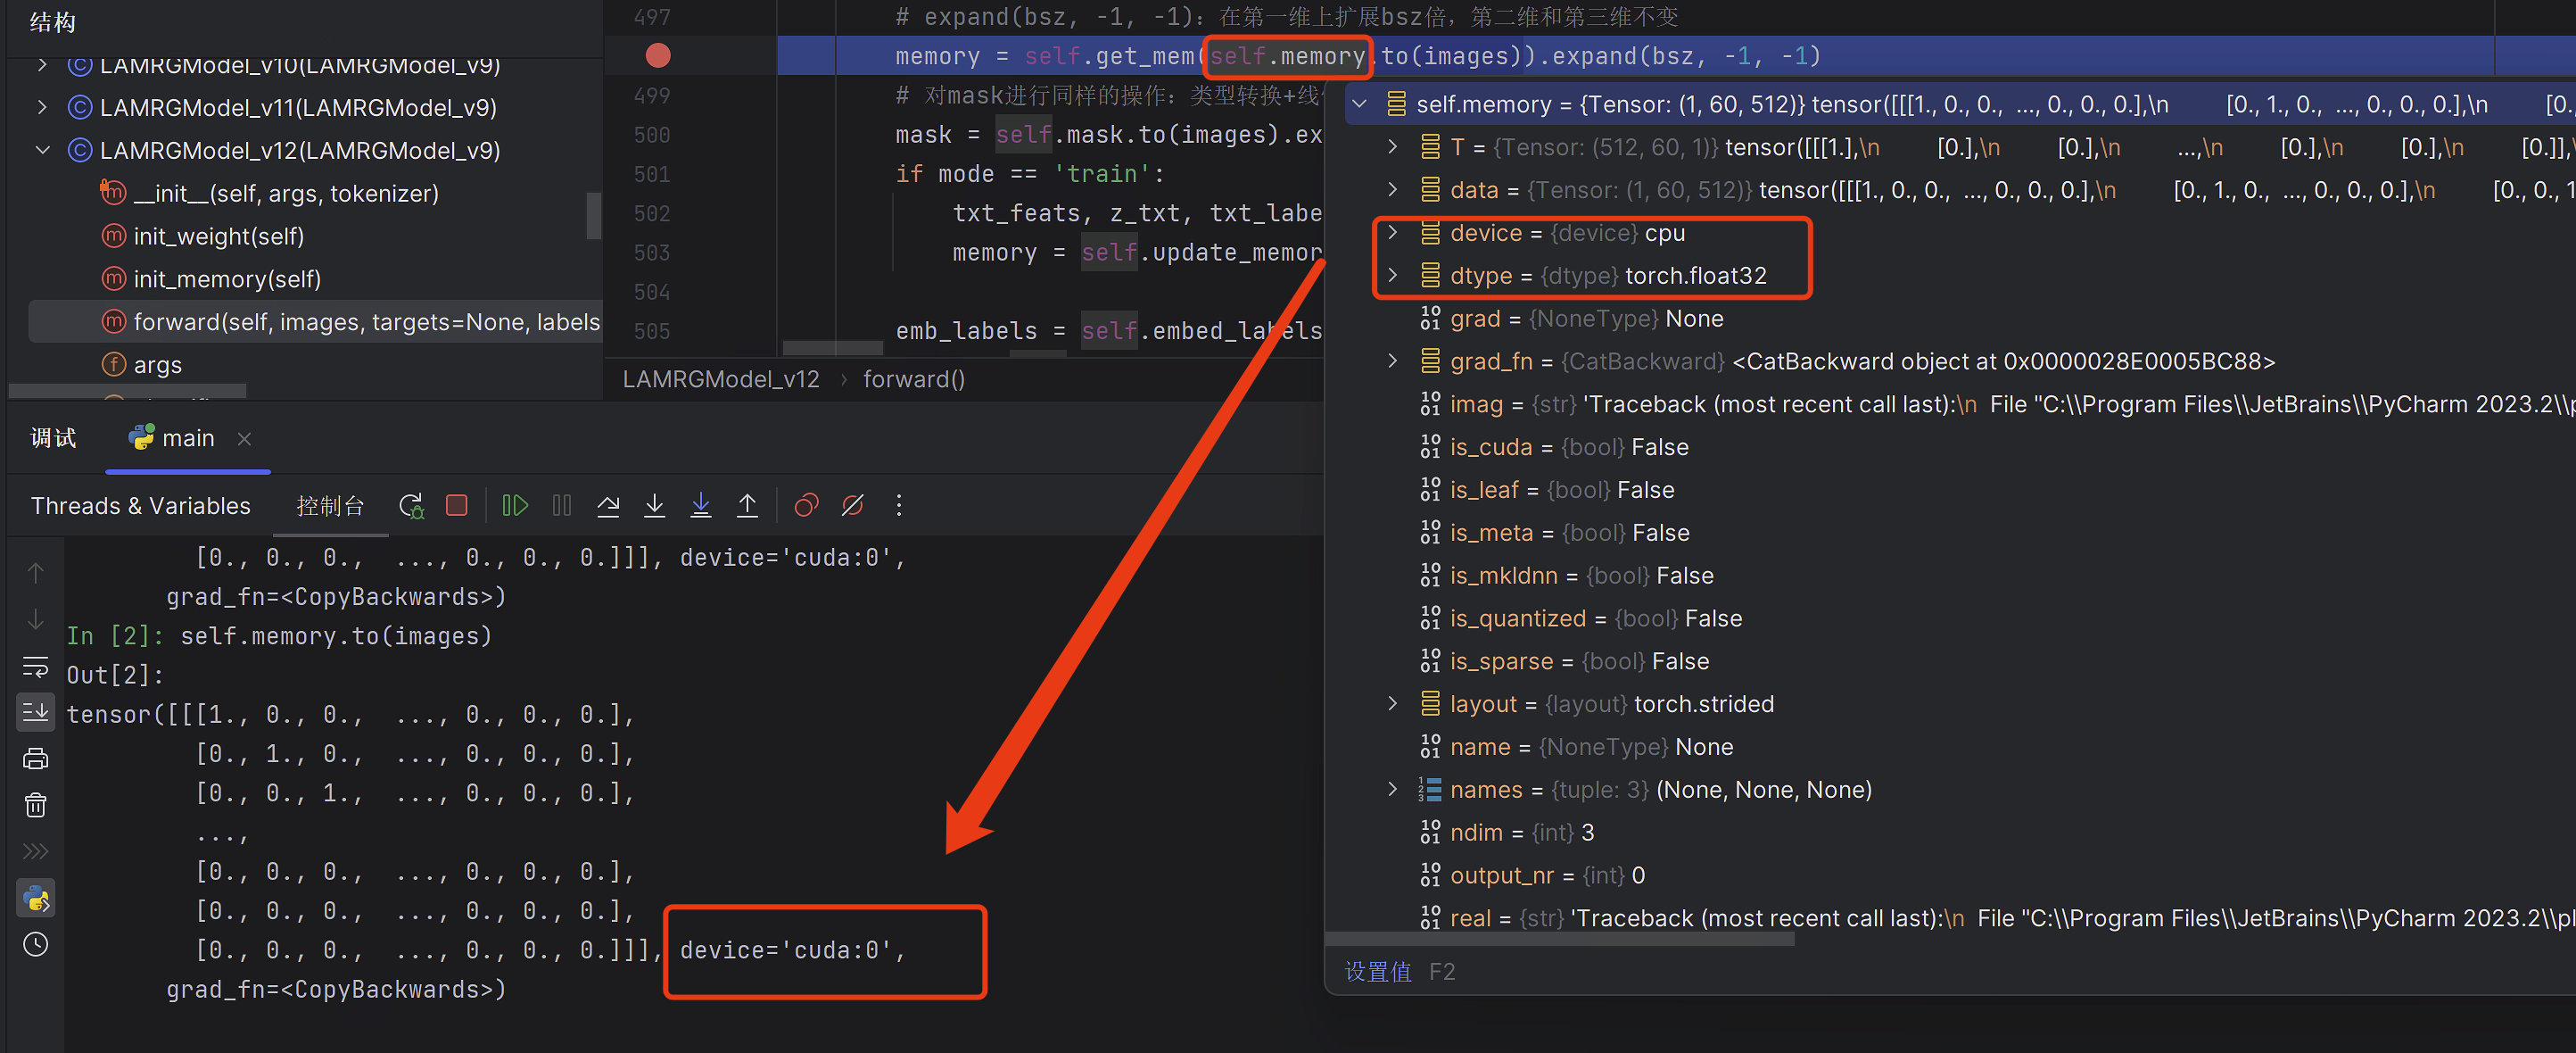 结构
LAMRGModel_v10(LAMRGModel_v9)
LAMRGModel_v11(LAMRGModel_v9)
LAMRGModel_v12(LAMRGModel_v9)
__init__(self, args, tokenizer)
init_weight(self)
init_memory(self)
forward(self, images, targets=None, labels
args
497 # expand(bsz, -1, -1): 在第一维上扩展bsz倍, 第二维和第三维不变
memory = self.get_mem(self.memory.to(images)).expand(bsz, -1, -1)
499 # 对mask进行同样的操作: 类型转换+线
500 mask = self.mask.to(images).ex
501 if mode == 'train':
502 txt_feats, z_txt, txt_labe
503 memory = self.update_memor
504
505 emb_labels = self.embed_labels
LAMRGModel_v12 › forward()
self.memory = {Tensor: (1, 60, 512)} tensor([[[1., 0., 0., ..., 0., 0., 0.],\n [0., 1., 0., ..., 0., 0., 0.],\n [0.,
T = {Tensor: (512, 60, 1)} tensor([[[1.],\n [0.],\n [0.],\n ...,\n [0.],\n [0.],\n [0.]],\
data = {Tensor: (1, 60, 512)} tensor([[[1., 0., 0., ..., 0., 0., 0.],\n [0., 1., 0., ..., 0., 0., 0.],\n [0., 0., 1
device = {device} cpu
dtype = {dtype} torch.float32
grad = {NoneType} None
grad_fn = {CatBackward} <CatBackward object at 0x0000028E0005BC88>
imag = {str} 'Traceback (most recent call last):\n File "C:\\Program Files\\JetBrains\\PyCharm 2023.2\\p
is_cuda = {bool} False
is_leaf = {bool} False
is_meta = {bool} False
is_mkldnn = {bool} False
is_quantized = {bool} False
is_sparse = {bool} False
layout = {layout} torch.strided
name = {NoneType} None
names = {tuple: 3} (None, None, None)
ndim = {int} 3
output_nr = {int} 0
real = {str} 'Traceback (most recent call last):\n File "C:\\Program Files\\JetBrains\\PyCharm 2023.2\\pl
设置值 F2
调试 main
Threads & Variables 控制台
[0., 0., 0., ..., 0., 0., 0.]]], device='cuda:0',
grad_fn=<CopyBackwards>)
In [2]: self.memory.to(images)
Out[2]:
tensor([[[1., 0., 0., ..., 0., 0., 0.],
[0., 1., 0., ..., 0., 0., 0.],
[0., 0., 1., ..., 0., 0., 0.],
...,
[0., 0., 0., ..., 0., 0., 0.],
[0., 0., 0., ..., 0., 0., 0.],
[0., 0., 0., ..., 0., 0., 0.]]], device='cuda:0',
grad_fn=<CopyBackwards>)